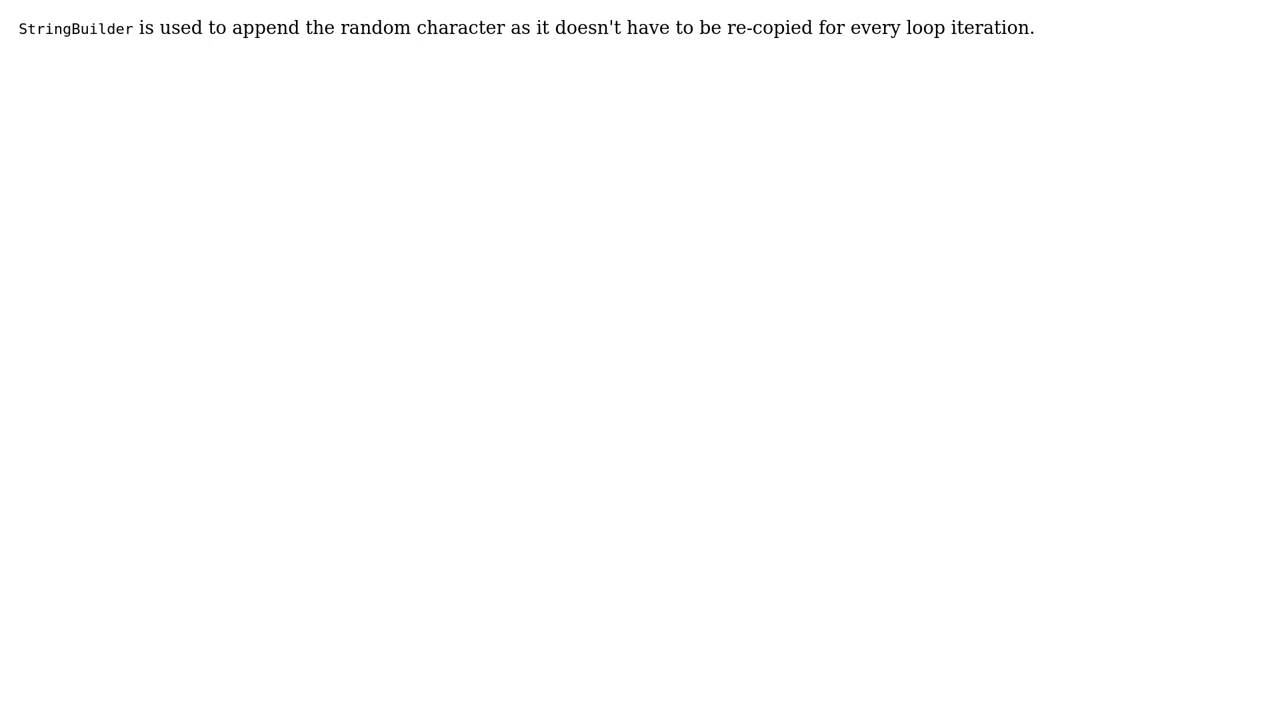 StringBuilder is used to append the random character as it doesn't have to be re-copied for every loop iteration.